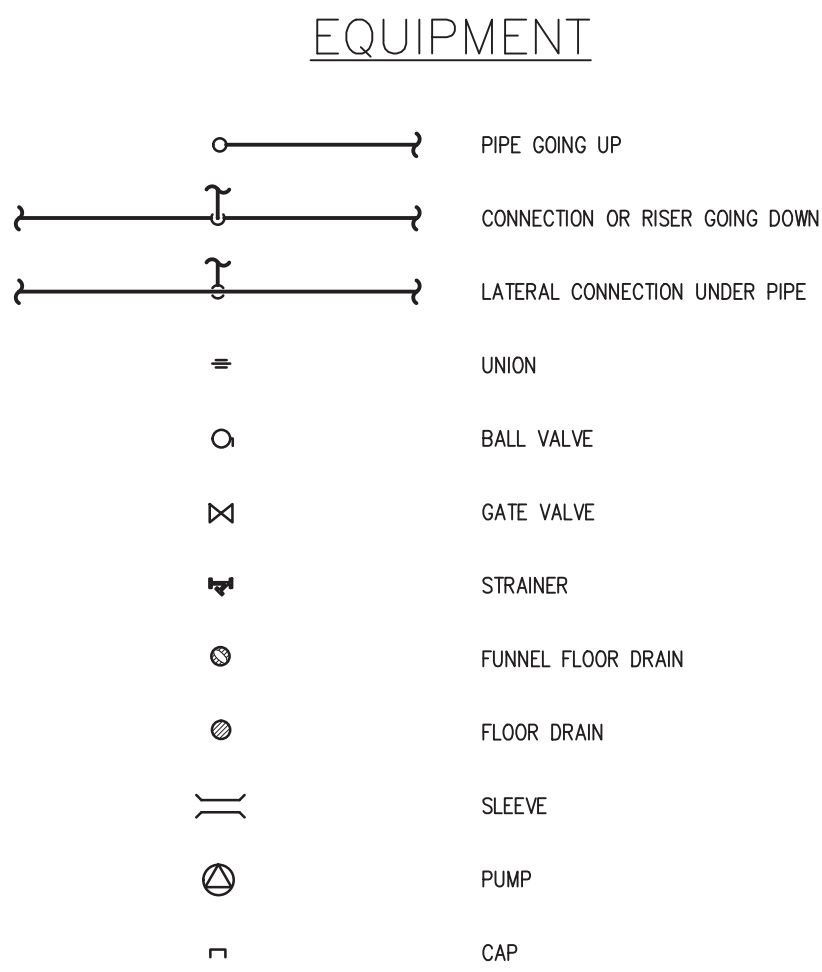 EQUIPMENT
PIPE GOING UP
CONNECTION OR RISER GOING DOWN
LATERAL CONNECTION UNDER PIPE
UNION
BALL VALVE
GATE VALVE
STRAINER
FUNNEL FLOOR DRAIN
FLOOR DRAIN
SLEEVE
PUMP
CAP